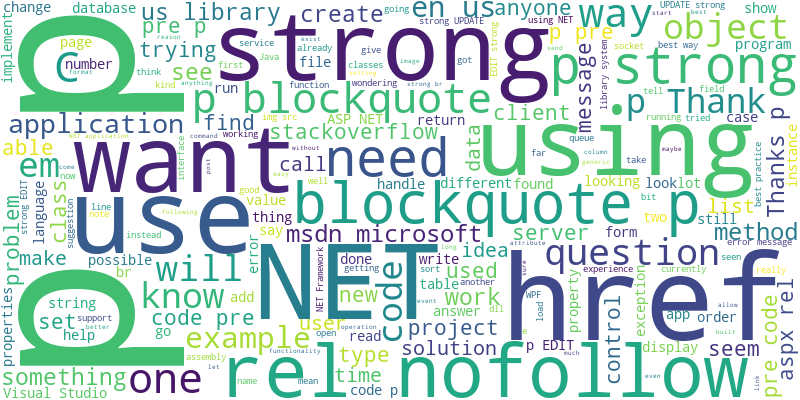 change
us library
create
en us
anyone
way
going
strong UPDATE
using NET
start
best
UPDATE strong
show
implement
database
pre p
strong
p pre
reason
already
best way
object
page
C
number
trying
see
file
exist
give
EDIT strong
image
socket
service
Java
classes
got
message
library system
program
think
first
setting
send
tell
field
p strong
kind
anything
run
function
wondering
strong br
format
p blockquote
using
running
tried
p Thank
application
find
img src
ASP NET
command
working
without
return
client
queue
maybe
case
able
NET application
stackoverflow
data
column
generic
take
Thanks p
best practice
instance
em
want
interface
post
easy
need
call
far
looking
look
lot
strong EDIT
come
now
good
value
well
handle
different
found
bit
language
class
line
note
use
thing
say
blockquote p
two
list
still
problem
suggestion
following
instead
msdn microsoft
server
form
method
make
possible
br
error
NET
done
write
idea
long
attribute
question
error message
seen
will
code
getting
sort
used
sure
experience
currently
really
properties
string
know
add
new
table
another
work
href
property
exception
WPF
app
order
allow
set
support
better
help
go
code pre
user
NET Framework
event
answer
dll
load
control
built
pre code
aspx rel
example
open
operation
read
project
p EDIT
display
seem
p
something
one
assembly
functionality
type
solution
much
even
link
let
rel nofollow
Visual Studio
name
mean
time
code p